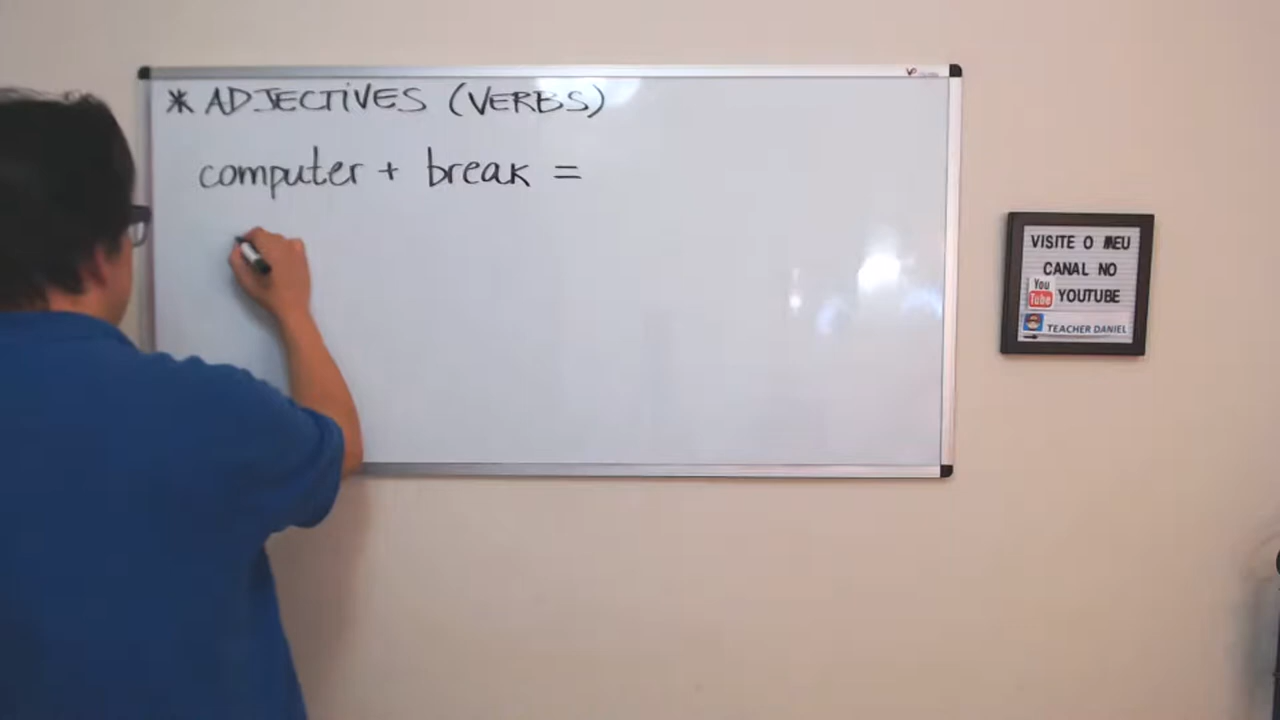 * ADJECTIVES (VERBS)
computer + break =
VISITE O MEU
CANAL NO
You
Tube YOUTUBE
TEACHER DANIEL